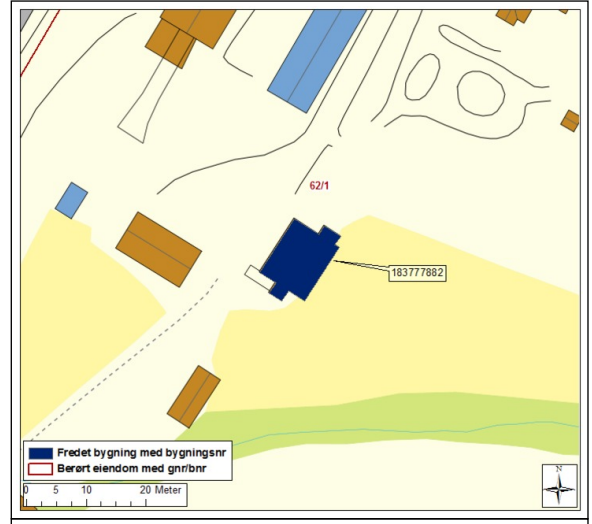 62/1
183777882
Fredet bygning med bygningsnr
Berørt eiendom med gnr/bnr
0 5 10 20 Meter
N